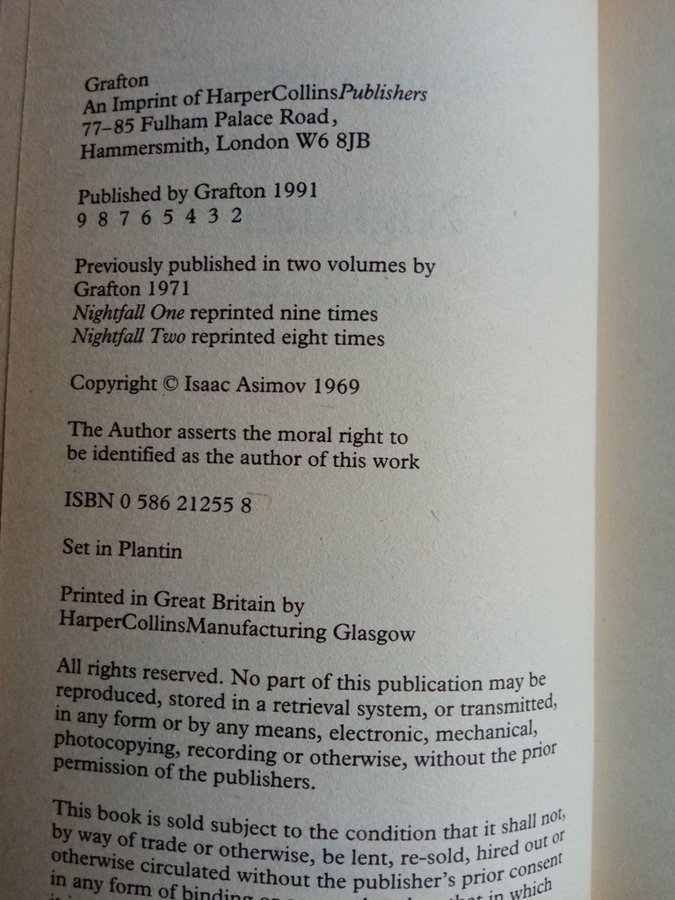 Grafton
An Imprint of HarperCollinsPublishers
77–85 Fulham Palace Road,
Hammersmith, London W6 8JB
Published by Grafton 1991
9 8 7 6 5 4 3 2
Previously published in two volumes by
Grafton 1971
Nightfall One reprinted nine times
Nightfall Two reprinted eight times
Copyright © Isaac Asimov 1969
The Author asserts the moral right to
be identified as the author of this work
ISBN 0 586 21255 8
Set in Plantin
Printed in Great Britain by
HarperCollinsManufacturing Glasgow
All rights reserved. No part of this publication may be
reproduced, stored in a retrieval system, or transmitted,
in any form or by any means, electronic, mechanical,
photocopying, recording or otherwise, without the prior
permission of the publishers.
This book is sold subject to the condition that it shall not,
by way of trade or otherwise, be lent, re-sold, hired out or
otherwise circulated without the publisher's prior consent
in any form of binding or that in which